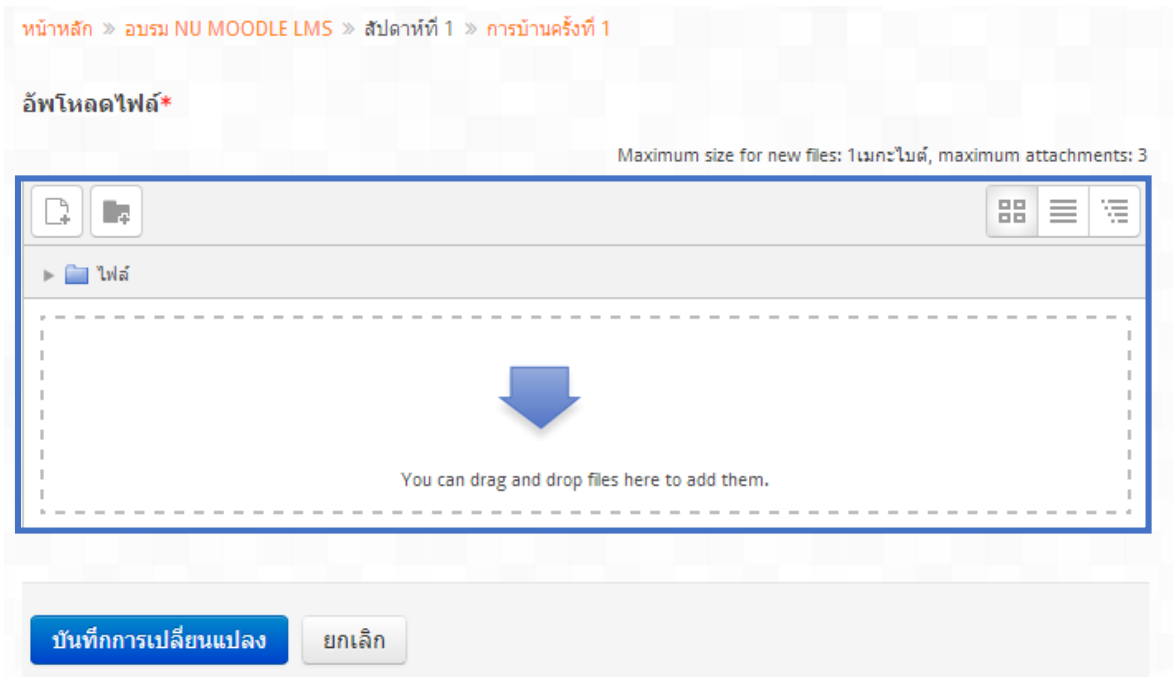 หน้าหลัก » อบรม NU MOODLE LMS » สัปดาห์ที่ 1 » การบ้านครั้งที่ 1
อัพโหลดไฟล์*
Maximum size for new files: 1เมกะไบต์, maximum attachments: 3
ไฟล์
You can drag and drop files here to add them.
บันทึกการเปลี่ยนแปลง ยกเลิก